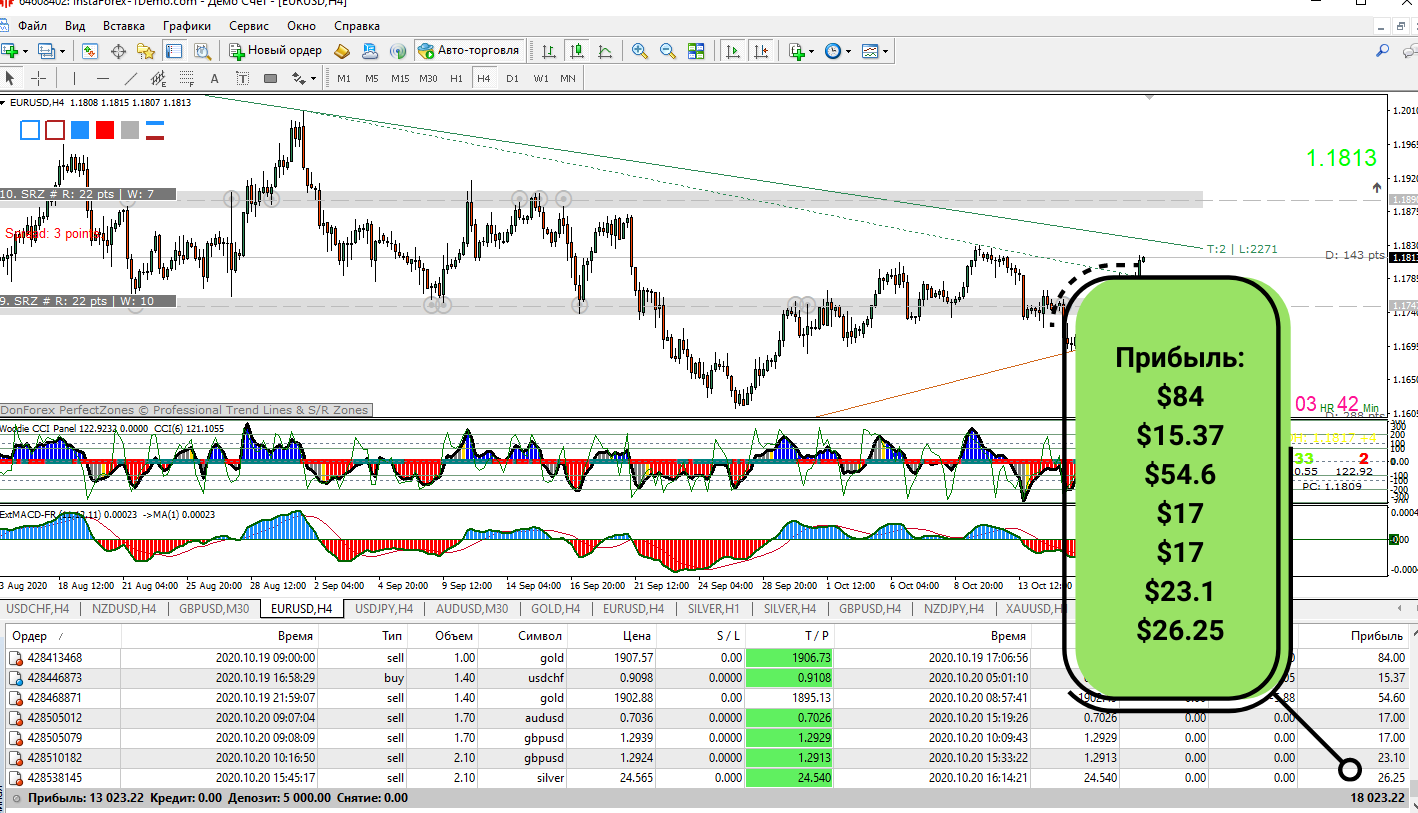 64608402: InstaForex-1Demo.com - Демо Счет - [EURUSD,H4]
Файл Вид Вставка Графики Сервис Окно Справка
Новый ордер Авто-торговля
A T M1 M5 M15 M30 H1 H4 D1 W1 MN
EURUSD,H4 1.1808 1.1815 1.1807 1.1813
1.2010
1.1965
1.1813
1.1920
10. SRZ # R: 22 pts | W: 7
1.1875
Spread: 3 points
1.1830
T:2 | L:2271
D: 143 pts
1.1813
1.1785
9. SRZ # R: 22 pts | W: 10
1.1747
1.1740
1.1695
1.1650
1.1605
03 HR 42 Min
DonForex PerfectZones © Professional Trend Lines & S/R Zones
D: 288 pts
Woodie CCI Panel 122.9232 0.0000 CCI(6) 121.1055
33 2
0.55 122.92
PC: 1.1809
0.00023 ->MA(1) 0.00023
Прибыль:
$84
$15.37
$54.6
$17
$17
$23.1
$26.25
3 Aug 2020 18 Aug 12:00 21 Aug 04:00 25 Aug 20:00 28 Aug 12:00 2 Sep 04:00 4 Sep 20:00 9 Sep 12:00 14 Sep 04:00 16 Sep 20:00 21 Sep 12:00 24 Sep 04:00 28 Sep 20:00 1 Oct 12:00 6 Oct 04:00 8 Oct 20:00 13 Oct 12:00
USDCHF,H4 NZDUSD,H4 GBPUSD,M30 EURUSD,H4 USDJPY,H4 AUDUSD,M30 GOLD,H4 EURUSD,H4 SILVER,H1 SILVER,H4 GBPUSD,H4 NZDJPY,H4
Ордер Время Тип Объем Символ Цена S / L T / P Время Прибыль
428413468 2020.10.19 09:00:00 sell 1.00 gold 1907.57 0.00 1906.73 2020.10.19 17:06:56 84.00
428446873 2020.10.19 16:58:29 buy 1.40 usdchf 0.9098 0.0000 0.9108 2020.10.20 05:01:10 15.37
428468871 2020.10.19 21:59:07 sell 1.40 gold 1902.88 0.00 1895.13 2020.10.20 08:57:41 54.60
428505012 2020.10.20 09:07:04 sell 1.70 audusd 0.7036 0.0000 0.7026 2020.10.20 15:19:26 0.7026 0.00 0.00 17.00
428505079 2020.10.20 09:08:09 sell 1.70 gbpusd 1.2939 0.0000 1.2929 2020.10.20 10:09:43 1.2929 0.00 0.00 17.00
428510182 2020.10.20 10:16:50 sell 2.10 gbpusd 1.2924 0.0000 1.2913 2020.10.20 15:33:22 1.2913 0.00 0.00 23.10
428538145 2020.10.20 15:45:17 sell 2.10 silver 24.565 0.000 24.540 2020.10.20 16:14:21 24.540 0.00 0.00 26.25
Прибыль: 13 023.22 Кредит: 0.00 Депозит: 5 000.00 Снятие: 0.00 18 023.22